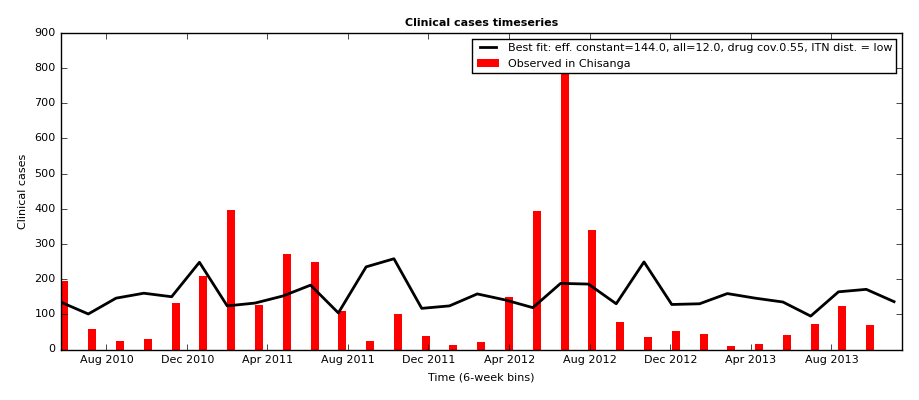 Clinical cases timeseries
Best fit: eff. constant=144.0, all=12.0, drug cov.0.55, ITN dist. = low
Observed in Chisanga
Clinical cases
900
800
700
600
500
400
300
200
100
0
Aug 2010 Dec 2010 Apr 2011 Aug 2011 Dec 2011 Apr 2012 Aug 2012 Dec 2012 Apr 2013 Aug 2013
Time (6-week bins)